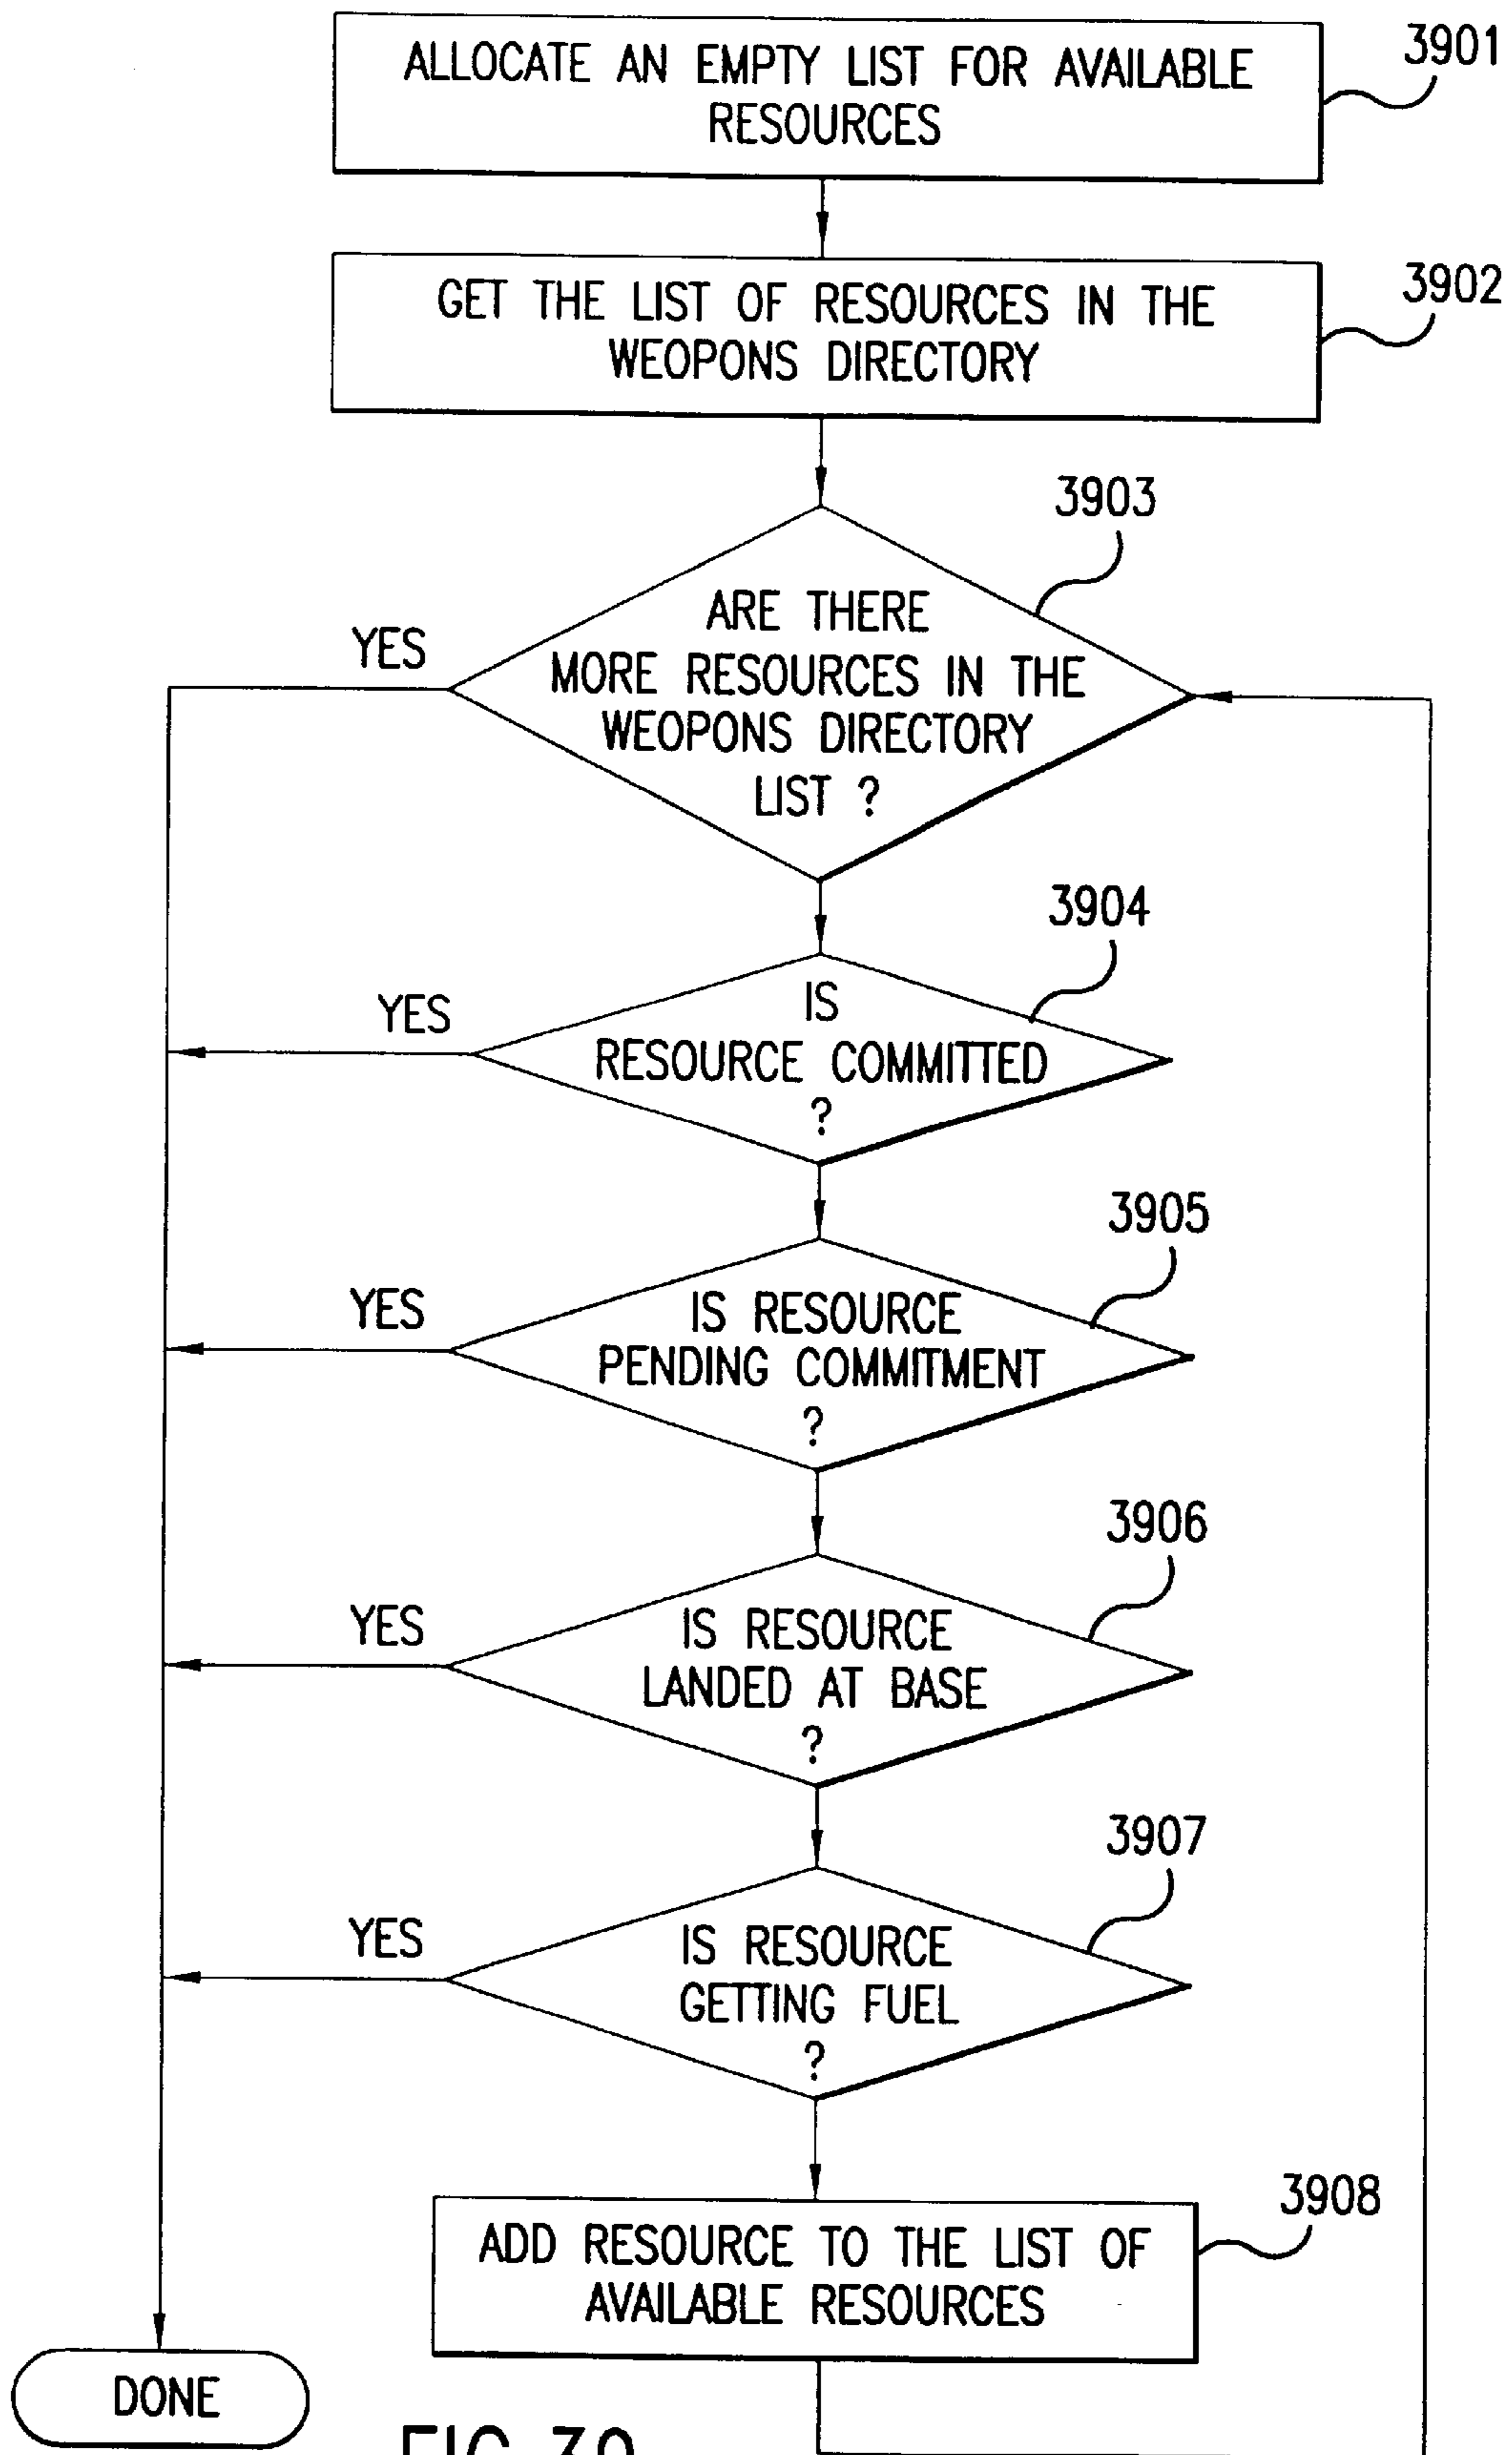 ALLOCATE AN EMPTY LIST FOR AVAILABLE
RESOURCES
3901
GET THE LIST OF RESOURCES IN THE
WEOPONS DIRECTORY
3902
3903
ARE THERE
MORE RESOURCES IN THE
WEOPONS DIRECTORY
LIST ?
YES
3904
IS
RESOURCE COMMITTED
?
YES
3905
IS RESOURCE
PENDING COMMITMENT
?
YES
3906
IS RESOURCE
LANDED AT BASE
?
YES
3907
IS RESOURCE
GETTING FUEL
?
YES
3908
ADD RESOURCE TO THE LIST OF
AVAILABLE RESOURCES
DONE
FIG.39